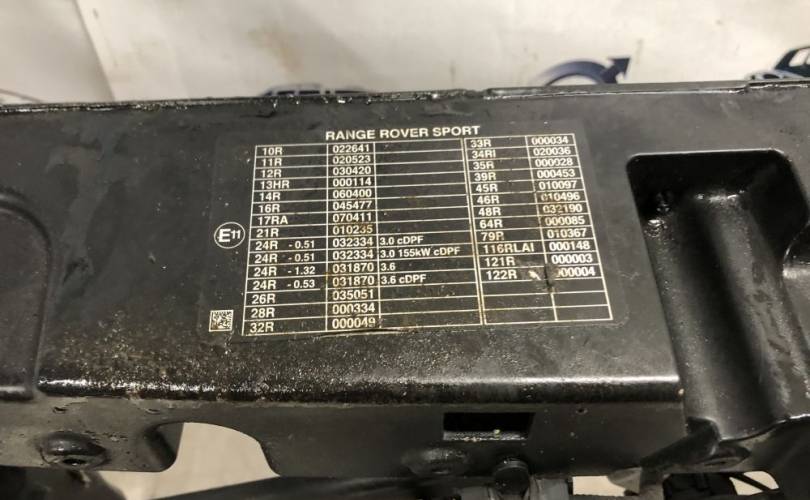 RANGE ROVER SPORT
10R 022641
11R 020523
12R 030420
13HR 000114
14R 060400
16R 045477
17RA 070411
21R 010235
24R - 0.51 032334 3.0 cDPF
24R - 0.51 032334 3.0 155kW cDPF
24R - 1.32 031870 3.6
24R - 0.53 031870 3.6 cDPF
26R 035051
28R 000334
32R 000049
33R 000034
34RI 020036
35R 000028
39R 000453
45R 010097
46R 010496
48R 032190
64R 000085
79R 010367
116RLAI 000148
121R 000003
122R 000004
E11